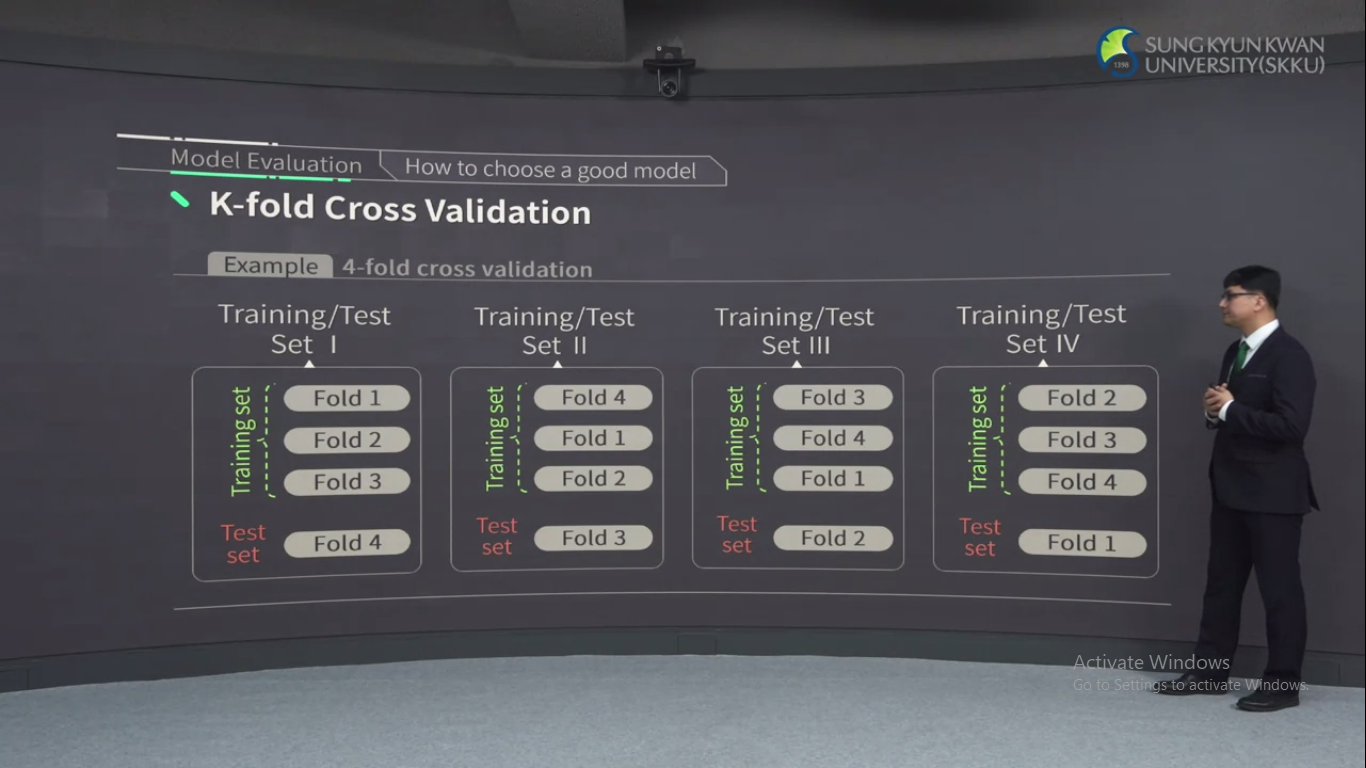 SUNG KYUN KWAN
UNIVERSITY(SKKU)
1398
Model Evaluation
How to choose a good model
K-fold Cross Validation
Example
4-fold cross validation
Training/Test
Set I
Training set
Fold 1
Fold 2
Fold 3
Test
set
Fold 4
Training/Test
Set II
Training set
Fold 4
Fold 1
Fold 2
Test
set
Fold 3
Training/Test
Set III
Training set
Fold 3
Fold 4
Fold 1
Test
set
Fold 2
Training/Test
Set IV
Training set
Fold 2
Fold 3
Fold 4
Test
set
Fold 1
Activate Windows
Go to Settings to activate Windows.